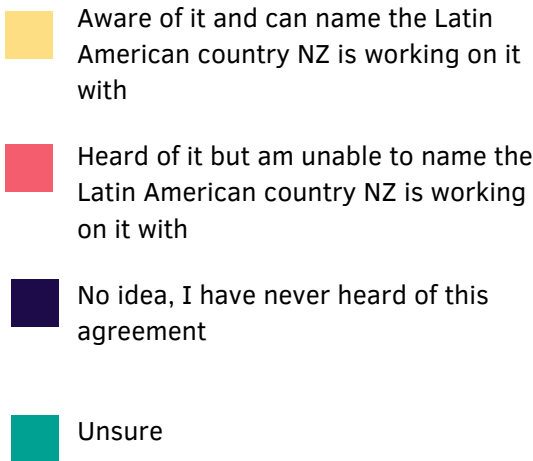 Aware of it and can name the Latin
American country NZ is working on it
with
Heard of it but am unable to name the
Latin American country NZ is working
on it with
No idea, I have never heard of this
agreement
Unsure